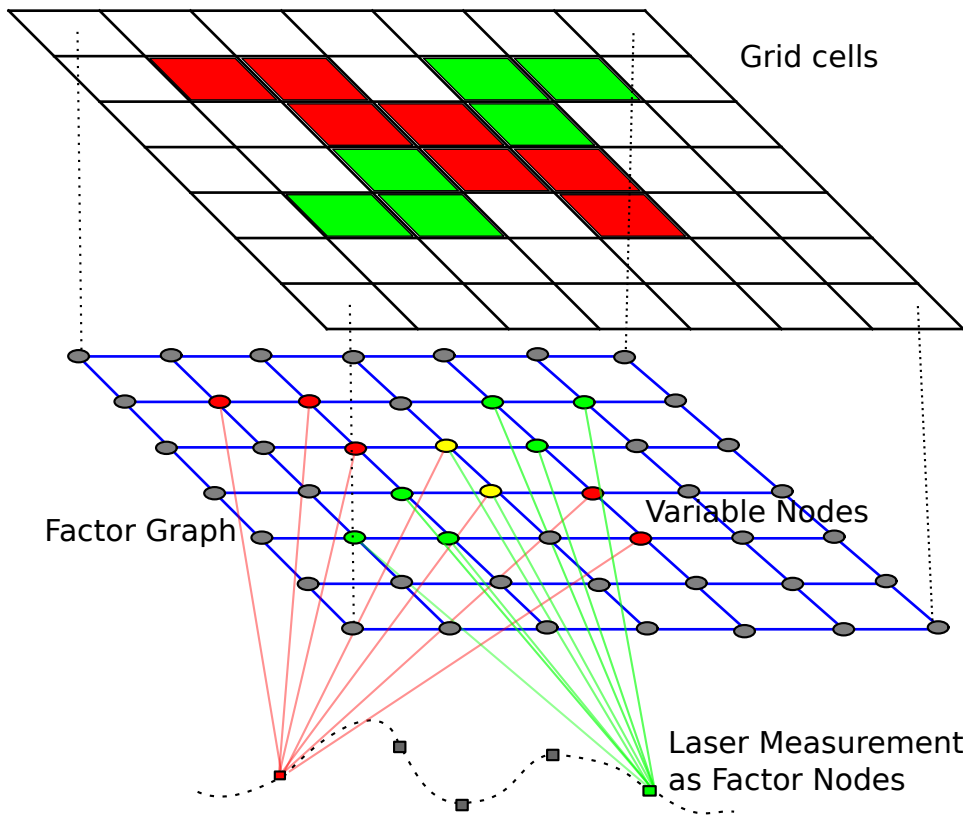 Grid cells
Factor Graph
Variable Nodes
Laser Measurement
as Factor Nodes